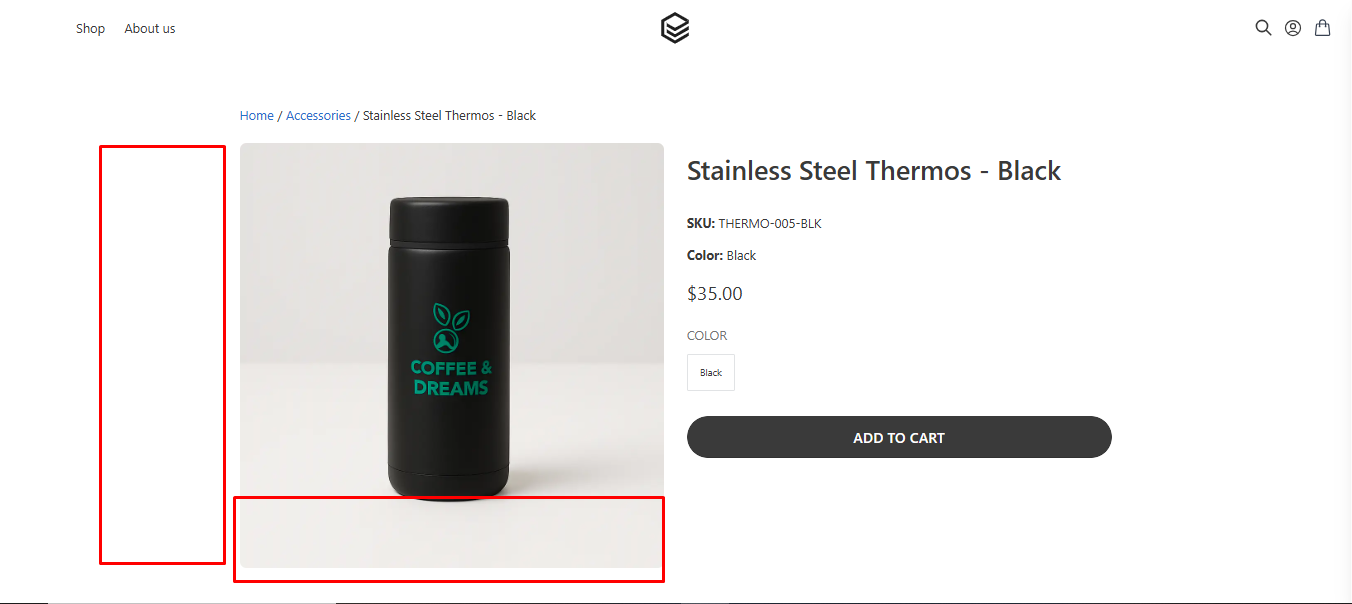 Shop
About us
Home / Accessories / Stainless Steel Thermos - Black
COFFEE &
DREAMS
Stainless Steel Thermos - Black
SKU: THERMO-005-BLK
Color: Black
$35.00
COLOR
Black
ADD TO CART